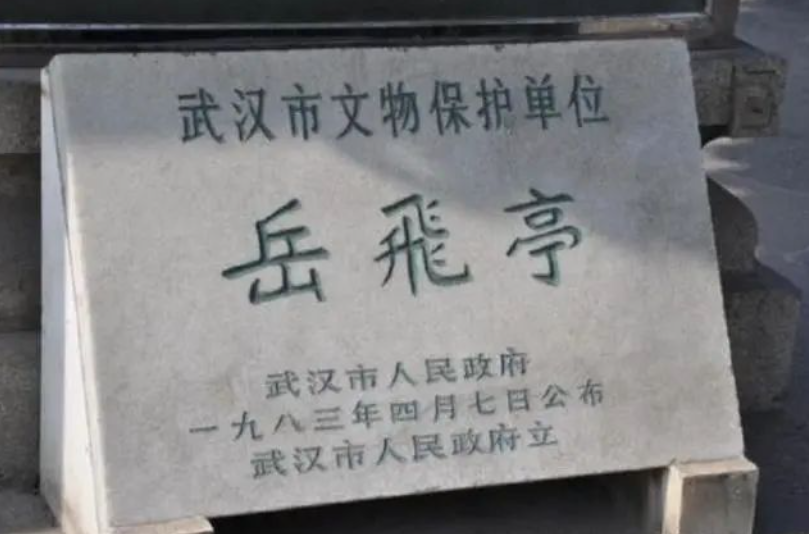 武汉市文物保护单位
岳飛亭
武汉市人民政府
一九八三年四月七日公布
武汉市人民政府立